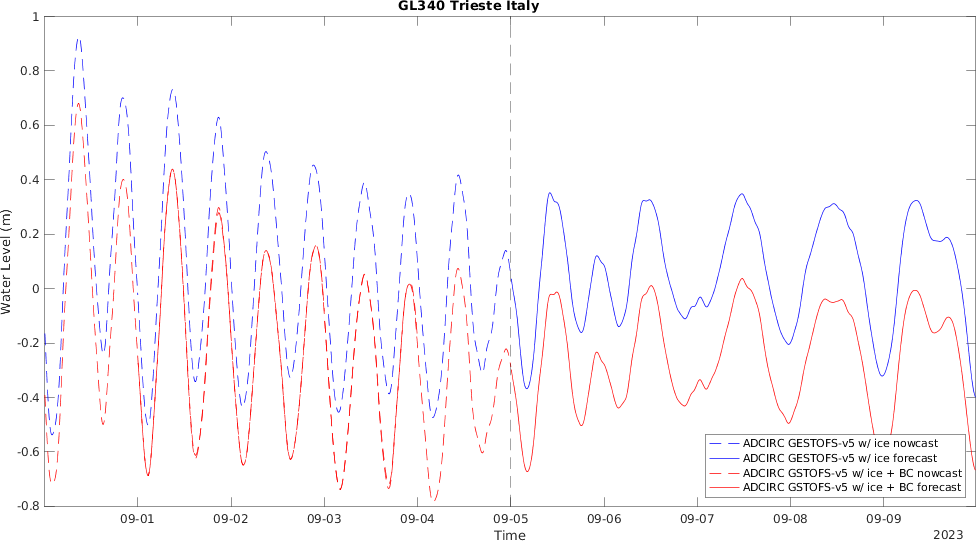 GL340 Trieste Italy
1
0.8
0.6
0.4
0.2
0
-0.2
-0.4
-0.6
-0.8
Water Level (m)
09-01 09-02 09-03 09-04 09-05 09-06 09-07 09-08 09-09
Time
2023
ADCIRC GESTOFS-v5 w/ ice nowcast
ADCIRC GESTOFS-v5 w/ ice forecast
ADCIRC GSTOFS-v5 w/ ice + BC nowcast
ADCIRC GSTOFS-v5 w/ ice + BC forecast